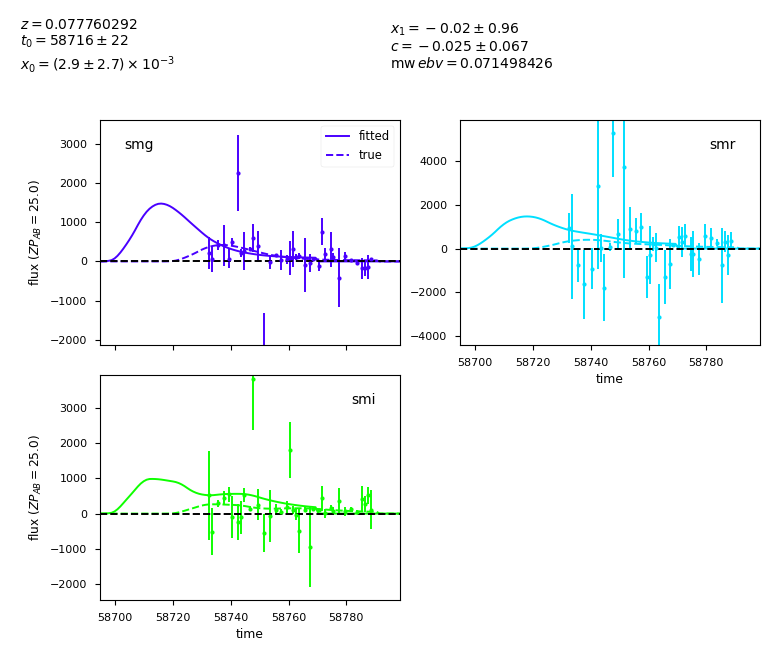 z = 0.077760292
t₀ = 58716 ± 22
x₀ = (2.9 ± 2.7) × 10⁻³
x₁ = −0.02 ± 0.96
c = −0.025 ± 0.067
mw ebv = 0.071498426
smg
fitted
true
3000
2000
1000
0
−1000
−2000
flux (ZP_AB = 25.0)
smr
4000
2000
0
−2000
−4000
58700 58720 58740 58760 58780
time
smi
3000
2000
1000
0
−1000
−2000
flux (ZP_AB = 25.0)
58700 58720 58740 58760 58780
time